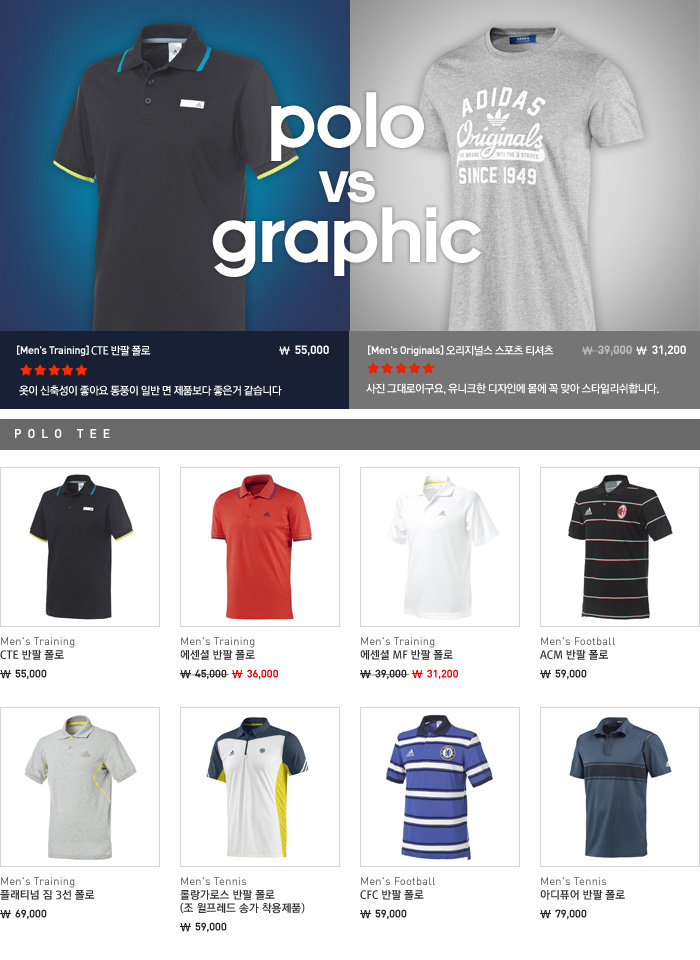 polo
vs
graphic
ADIDAS
Originals
THE BRAND WITH THE 3 STRIPES
SINCE 1949
[Men's Training] CTE 반팔 폴로 ₩ 55,000
옷이 신축성이 좋아요 통풍이 일반 면 제품보다 좋은거 같습니다
[Men's Originals] 오리지널스 스포츠 티셔츠 ₩ 39,000 ₩ 31,200
사진 그대로이구요, 유니크한 디자인에 몸에 꼭 맞아 스타일리쉬합니다.
POLO TEE
Men's Training
CTE 반팔 폴로
₩ 55,000
Men's Training
에센셜 반팔 폴로
₩ 45,000 ₩ 36,000
Men's Training
에센셜 MF 반팔 폴로
₩ 39,000 ₩ 31,200
Men's Football
ACM 반팔 폴로
₩ 59,000
Men's Training
플래티넘 짐 3선 폴로
₩ 69,000
Men's Tennis
롤랑가로스 반팔 폴로
(조 윌프레드 송가 착용제품)
₩ 59,000
Men's Football
CFC 반팔 폴로
₩ 59,000
Men's Tennis
아디퓨어 반팔 폴로
₩ 79,000